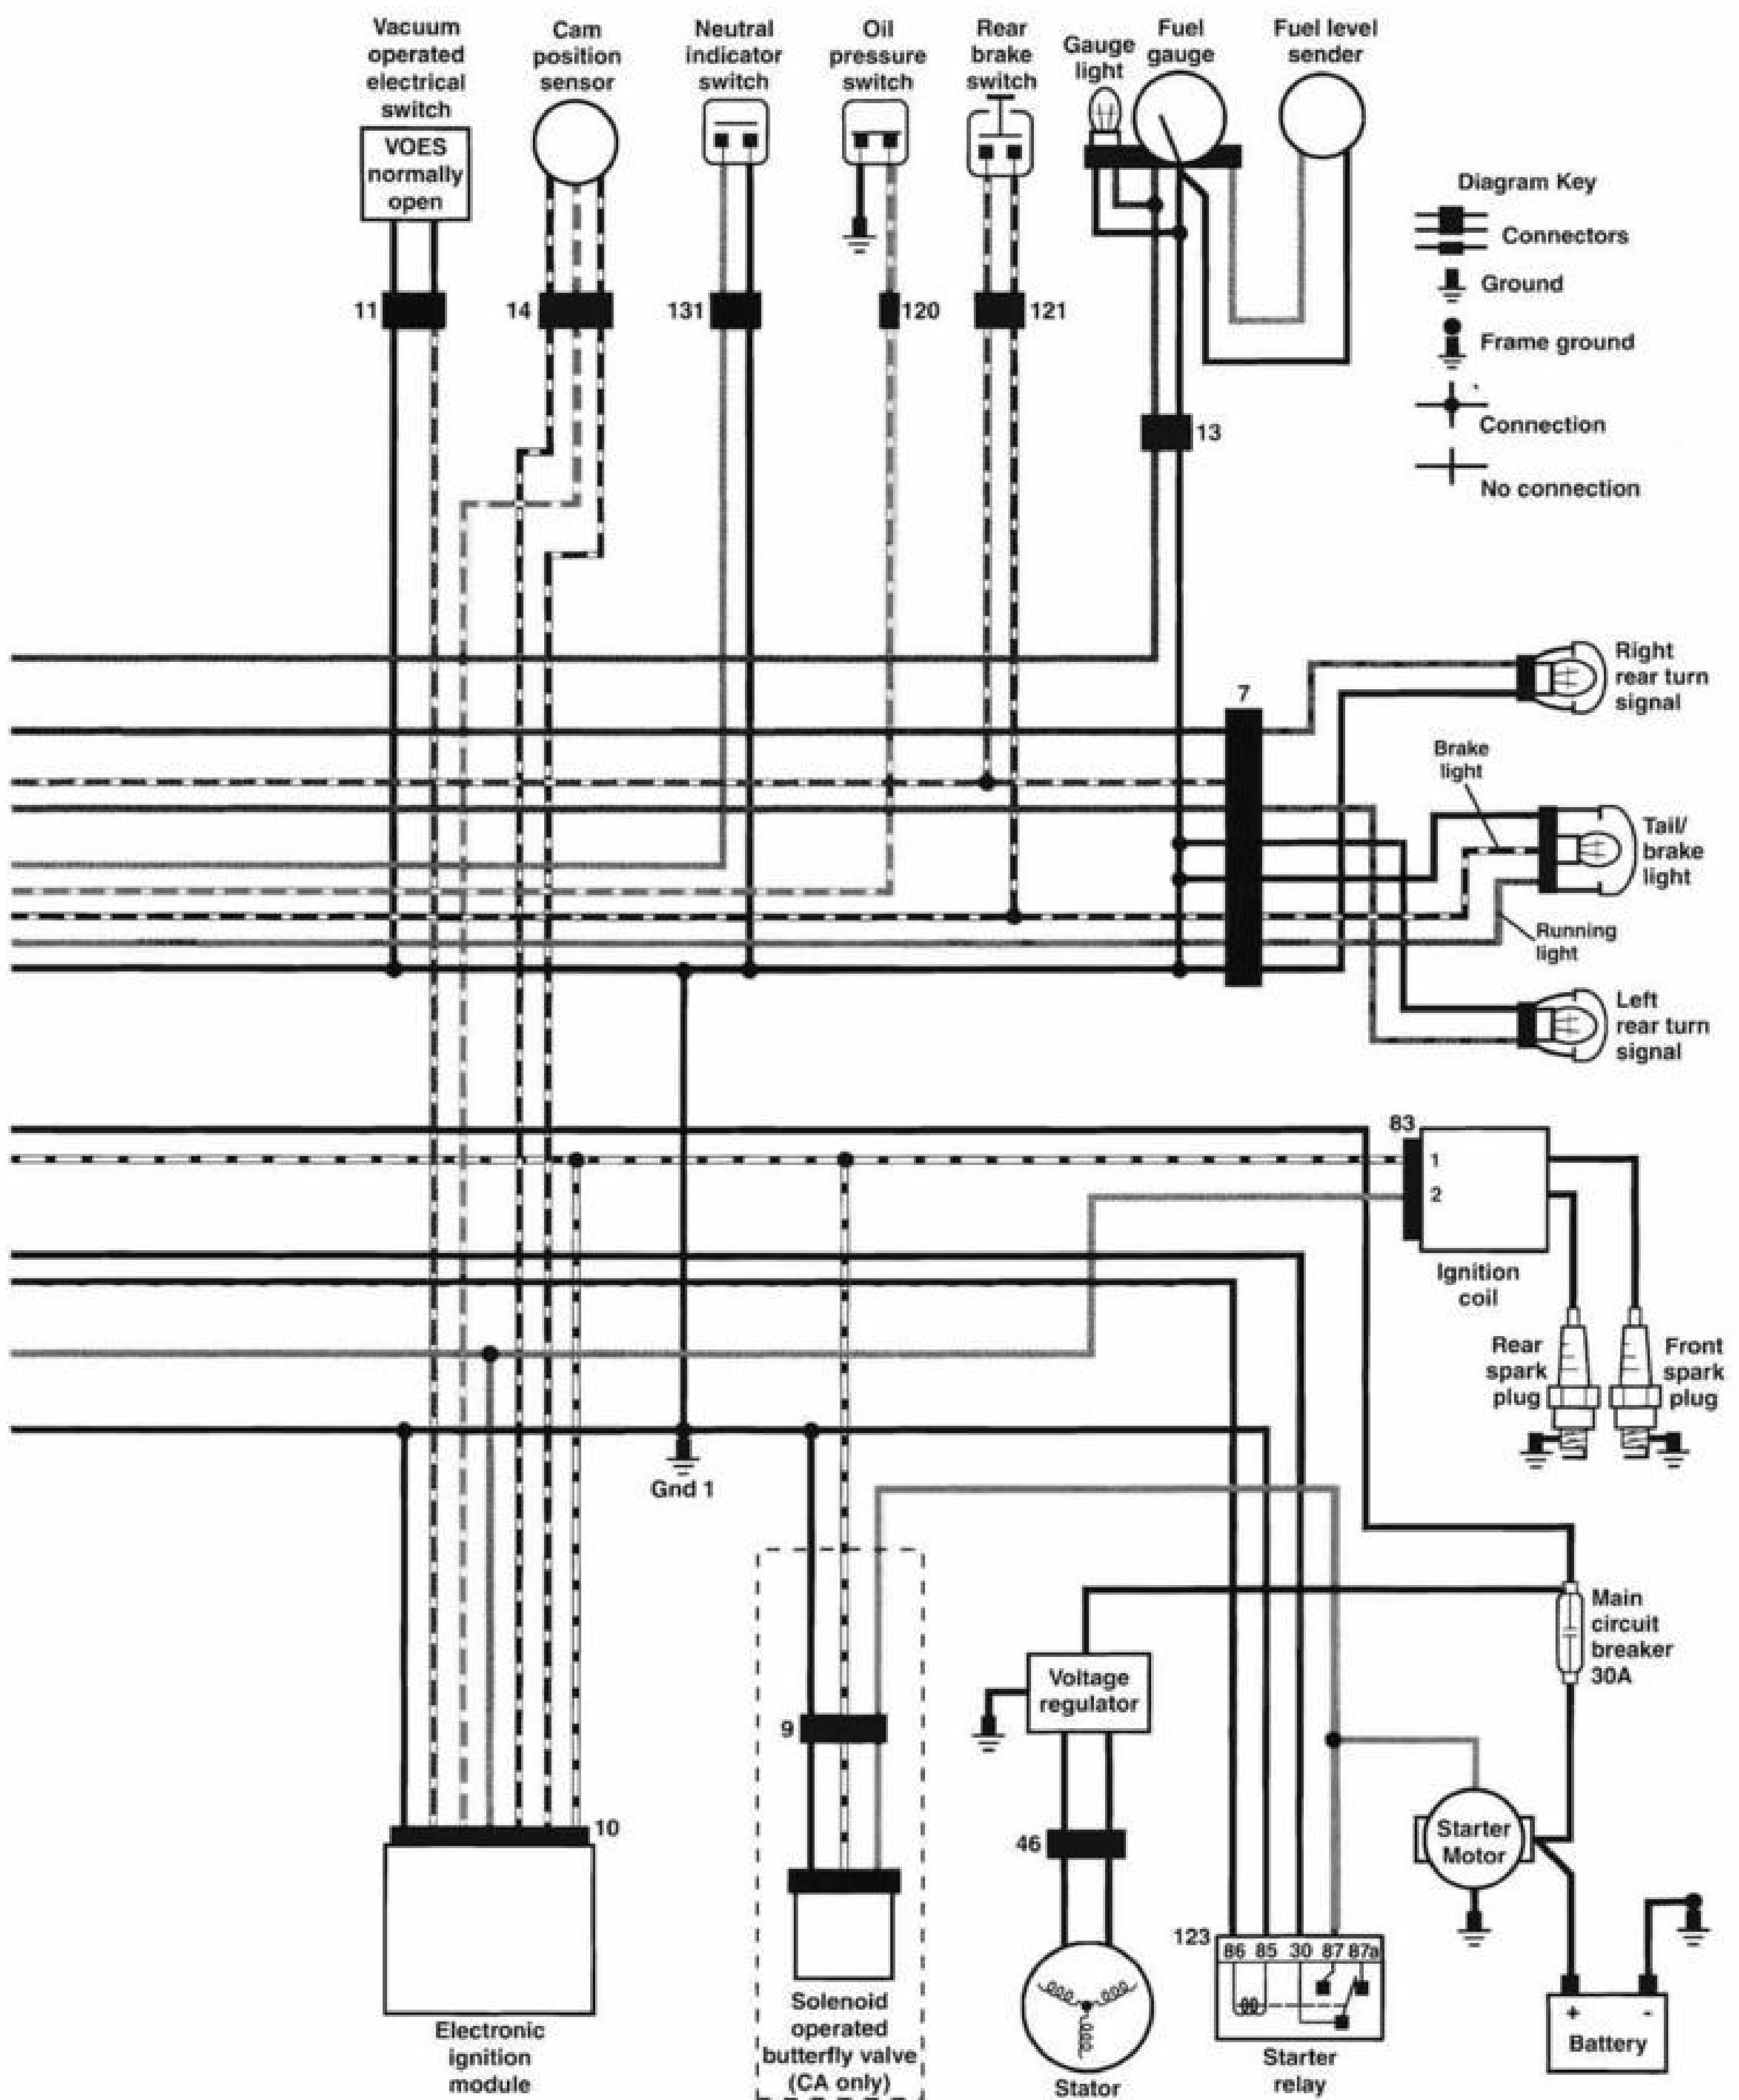 Vacuum
operated
electrical
switch
VOES
normally
open
Cam
position
sensor
Neutral
indicator
switch
Oil
pressure
switch
Rear
brake
switch
Gauge
light
Fuel
gauge
Fuel level
sender
Diagram Key
Connectors
Ground
Frame ground
Connection
No connection
11
14
131
120
121
13
7
Right
rear turn
signal
Brake
light
Tail/
brake
light
Running
light
Left
rear turn
signal
83
1
2
Ignition
coil
Rear
spark
plug
Front
spark
plug
Gnd 1
Main
circuit
breaker
30A
Voltage
regulator
9
10
46
Starter
Motor
123
86 85 30 87 87a
+ -
Battery
Electronic
ignition
module
Solenoid
operated
butterfly valve
(CA only)
Stator
Starter
relay